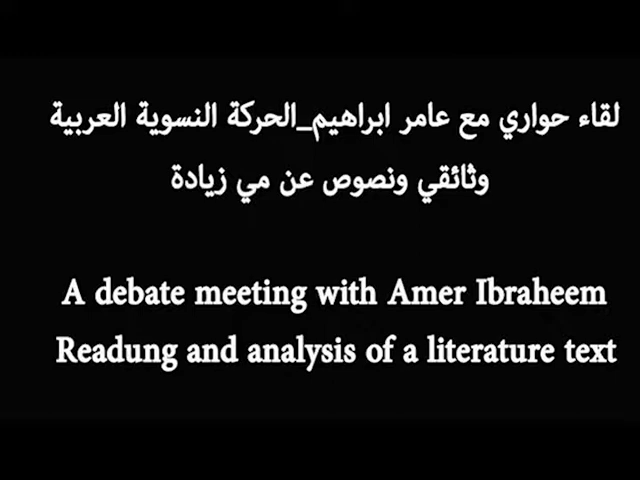 لقاء حواري مع عامر ابراهيم_الحركة النسوية العربية
وثائقي ونصوص عن مي زيادة
A debate meeting with Amer Ibraheem
Readung and analysis of a literature text